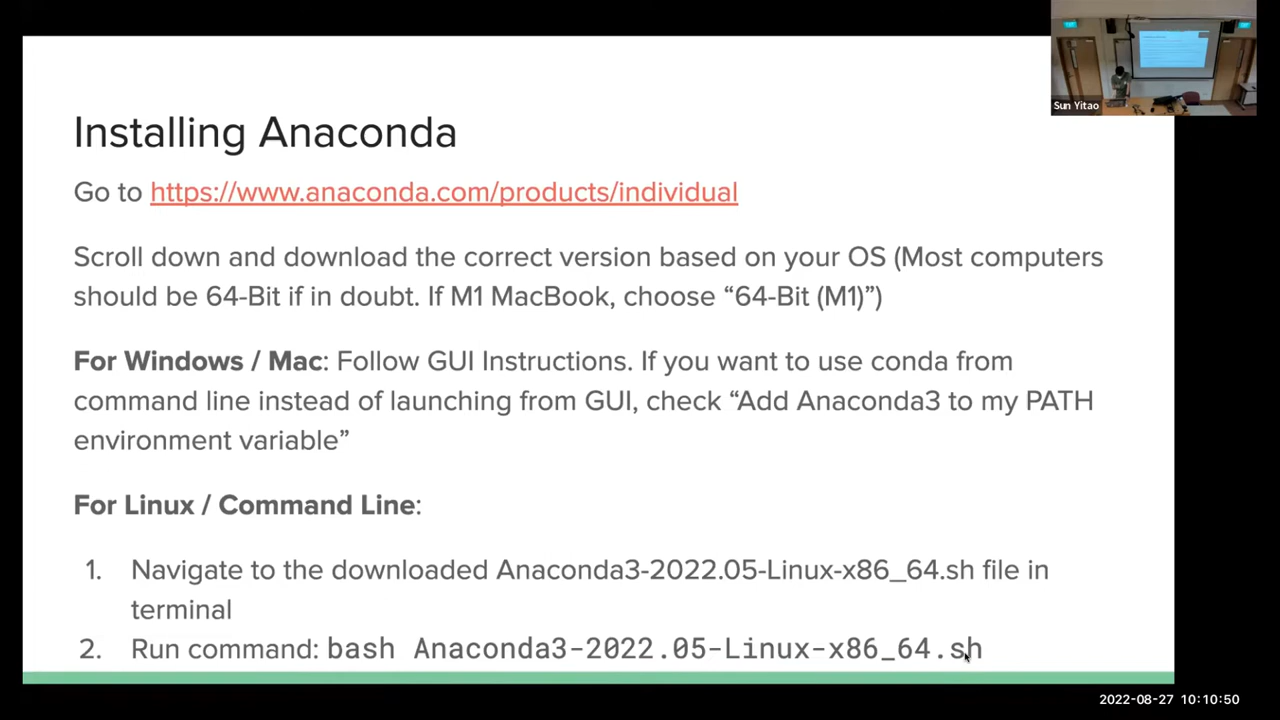 Sun Yitao
Installing Anaconda
Go to https://www.anaconda.com/products/individual
Scroll down and download the correct version based on your OS (Most computers
should be 64-Bit if in doubt. If M1 MacBook, choose “64-Bit (M1)”)
For Windows / Mac: Follow GUI Instructions. If you want to use conda from
command line instead of launching from GUI, check “Add Anaconda3 to my PATH
environment variable”
For Linux / Command Line:
1. Navigate to the downloaded Anaconda3-2022.05-Linux-x86_64.sh file in
terminal
2. Run command: bash Anaconda3-2022.05-Linux-x86_64.sh
2022-08-27 10:10:50